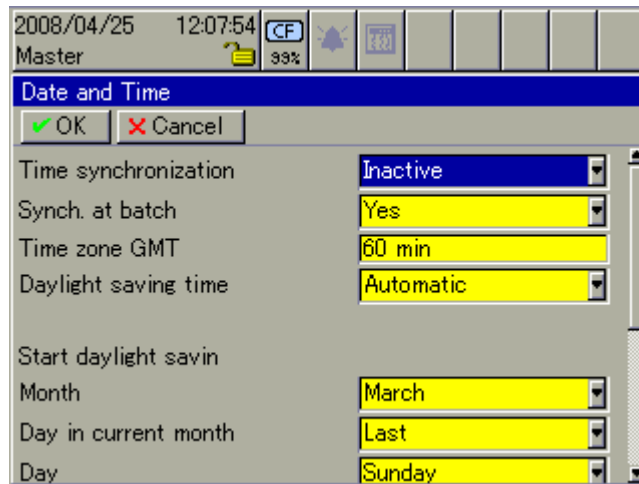 2008/04/25 12:07:54 CF
Master 99%
Date and Time
OK Cancel
Time synchronization Inactive
Synch. at batch Yes
Time zone GMT 60 min
Daylight saving time Automatic
Start daylight savin
Month March
Day in current month Last
Day Sunday